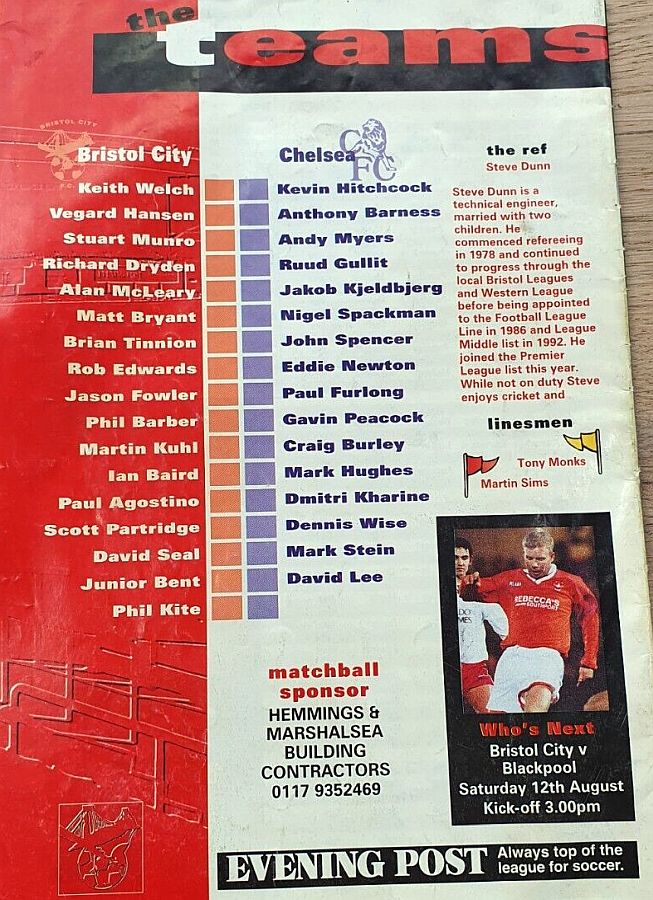 the
teams
BRISTOL CITY
F.C.
Bristol City
Keith Welch
Vegard Hansen
Stuart Munro
Richard Dryden
Alan McLeary
Matt Bryant
Brian Tinnion
Rob Edwards
Jason Fowler
Phil Barber
Martin Kuhl
Ian Baird
Paul Agostino
Scott Partridge
David Seal
Junior Bent
Phil Kite
Chelsea
CFC
Kevin Hitchcock
Anthony Barness
Andy Myers
Ruud Gullit
Jakob Kjeldbjerg
Nigel Spackman
John Spencer
Eddie Newton
Paul Furlong
Gavin Peacock
Craig Burley
Mark Hughes
Dmitri Kharine
Dennis Wise
Mark Stein
David Lee
the ref
Steve Dunn
Steve Dunn is a
technical engineer,
married with two
children. He
commenced refereeing
in 1978 and continued
to progress through the
local Bristol Leagues
and Western League
before being appointed
to the Football League
Line in 1986 and League
Middle list in 1992. He
joined the Premier
League list this year.
While not on duty Steve
enjoys cricket and
linesmen
Tony Monks
Martin Sims
matchball
sponsor
HEMMINGS &
MARSHALSEA
BUILDING
CONTRACTORS
0117 9352469
REBECCA'S
SOUTHPORT
Who's Next
Bristol City v
Blackpool
Saturday 12th August
Kick-off 3.00pm
EVENING POST
Always top of the
league for soccer.